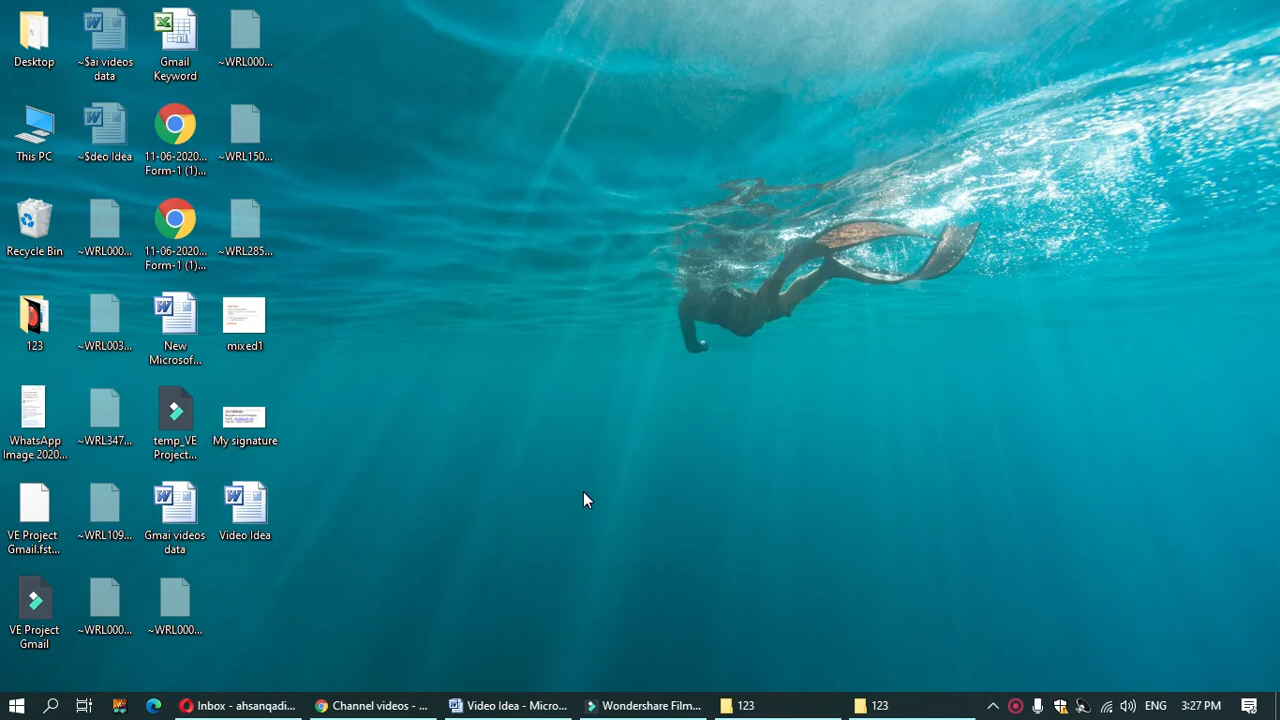 Desktop
~$ai videos
data
Gmail
Keyword
~WRL000...
This PC
~$deo Idea
11-06-2020...
Form-1 (1)...
~WRL150...
Recycle Bin
~WRL000...
11-06-2020...
Form-1 (1)...
~WRL285...
123
~WRL003...
New
Microsof...
mixed1
WhatsApp
Image 2020...
~WRL347...
temp_VE
Project...
My signature
VE Project
Gmail.fst...
~WRL109...
Gmai videos
data
Video Idea
VE Project
Gmail
~WRL000...
~WRL000...
Inbox - ahsanqadi...
Channel videos - ...
Video Idea - Micro...
Wondershare Film...
123
123
ENG
3:27 PM